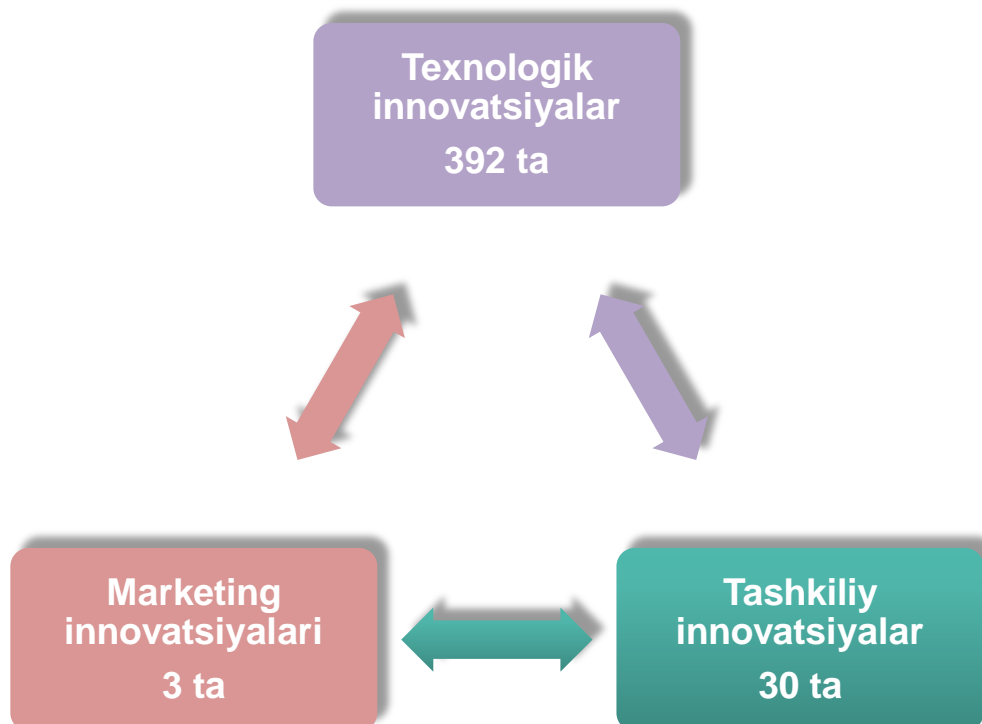 Texnologik
innovatsiyalar
392 ta
Marketing
innovatsiyalari
3 ta
Tashkiliy
innovatsiyalar
30 ta